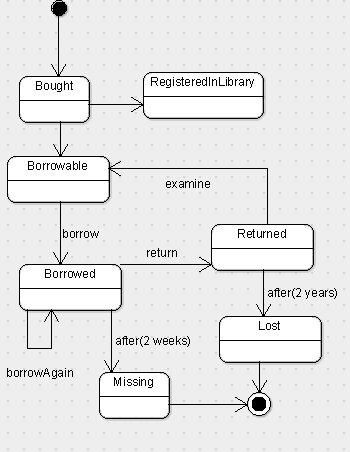 Bought
RegisteredInLibrary
Borrowable
examine
borrow
Returned
return
Borrowed
after(2 years)
Lost
after(2 weeks)
borrowAgain
Missing